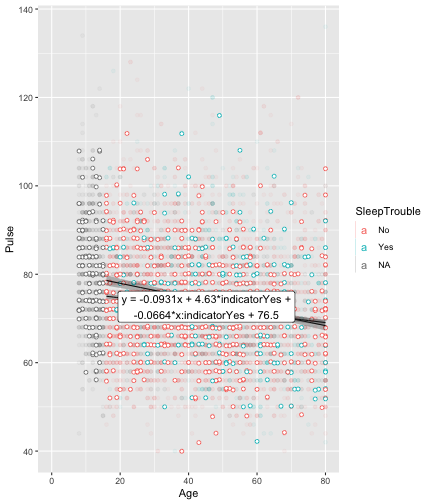 140
120
100
80
60
40
Pulse
y = -0.0931x + 4.63*indicatorYes +
-0.0664*x:indicatorYes + 76.5
0
20
40
60
80
Age
SleepTrouble
a No
a Yes
a NA